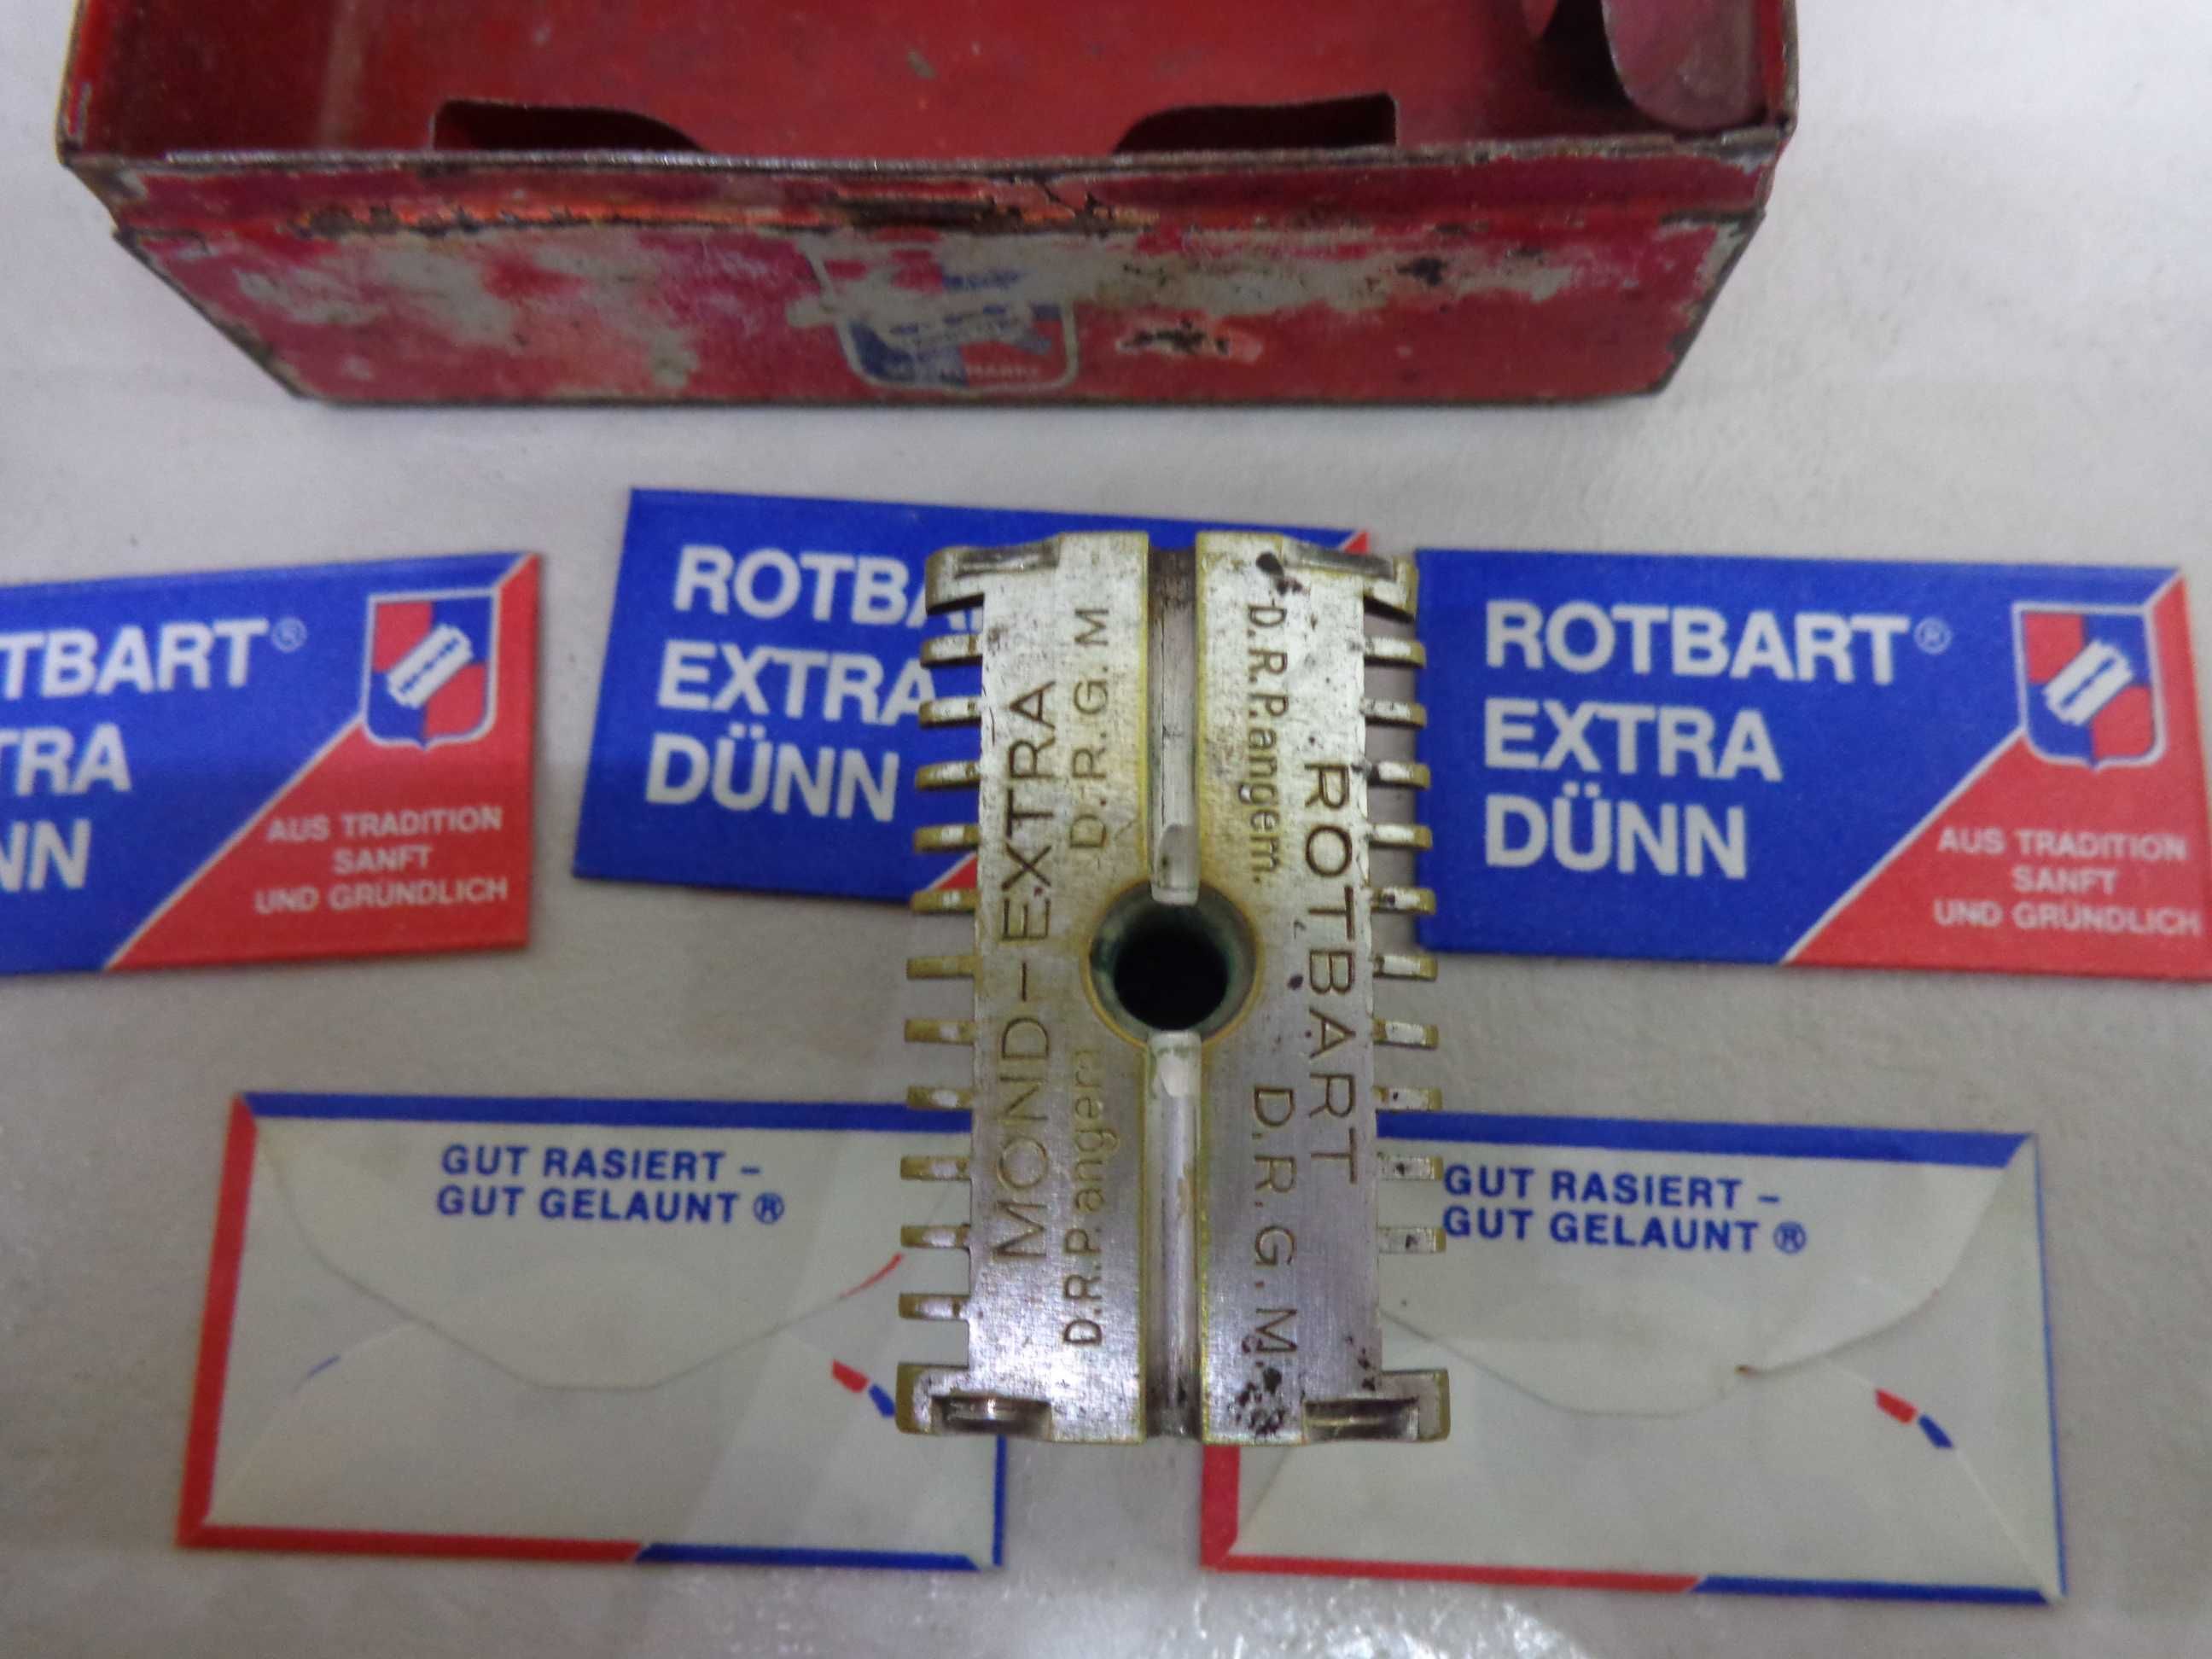 TBART®
TRA
NN
AUS TRADITION
SANFT
UND GRÜNDLICH
ROTBA
EXTRA
DÜNN
ROTBART®
EXTRA
DÜNN
AUS TRADITION
SANFT
UND GRÜNDLICH
MOND-EXTRA
D.R.P. angem
D.R.G.M
ROTBART
D.R.P. angem.
D.R.G.M.
GUT RASIERT -
GUT GELAUNT ®
GUT RASIERT -
GUT GELAUNT ®